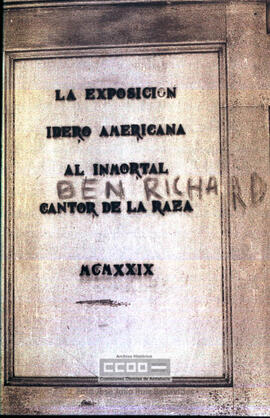 LA EXPOSICION
IBERO AMERICANA
AL INMORTAL
BEN RICHARD
CANTOR DE LA RAZA
MCMXXIX
Archivo Histórico
CCOO
Comisiones Obreras de Andalucía